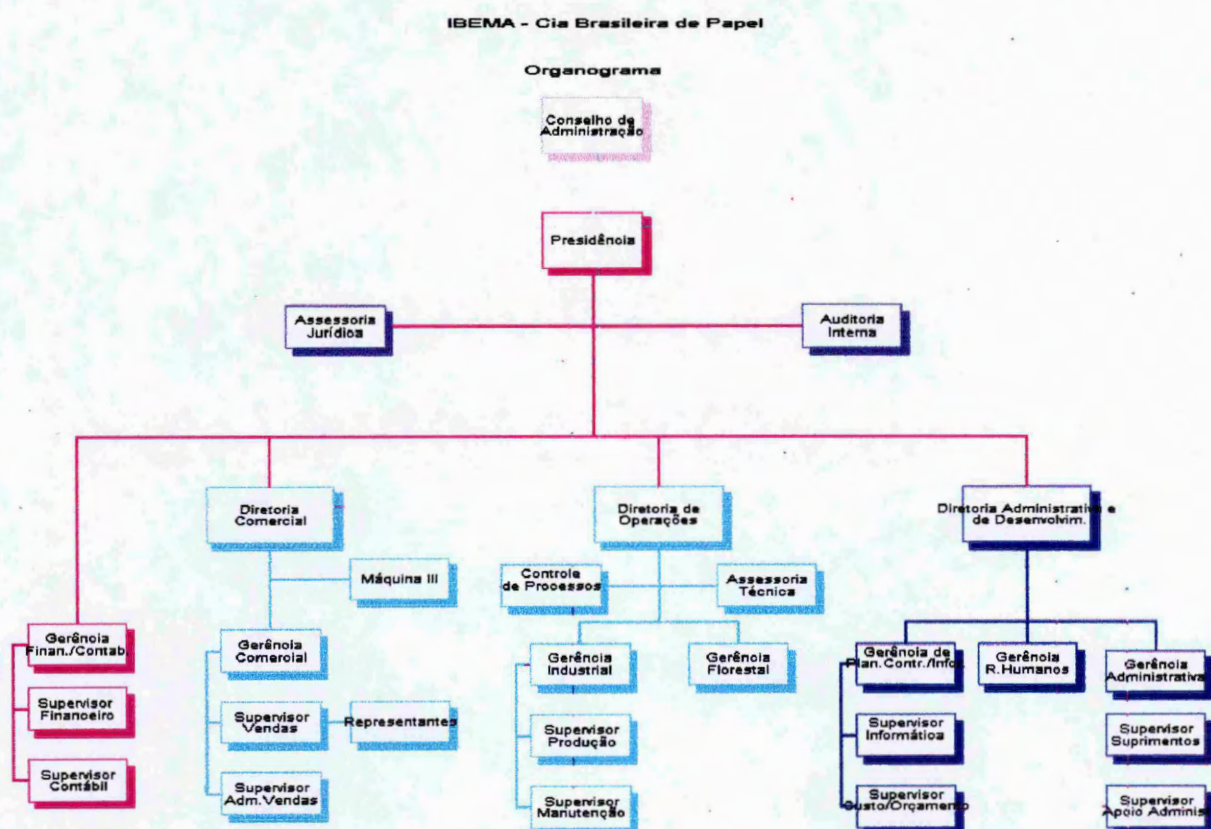 IBEMA - Cia Brasileira de Papel
Organograma
Conselho de
Administração
Presidência
Assessoria
Jurídica
Auditoria
Interna
Diretoria
Comercial
Diretoria de
Operações
Diretoria Administrativa e
de Desenvolvim.
Máquina III
Controle
de Processos
Assessoria
Técnica
Gerência
Finan./Contab.
Gerência
Comercial
Gerência
Industrial
Gerência
Florestal
Gerência de
Plan.Contr./Infor.
Gerência
R.Humanos
Gerência
Administrativa
Supervisor
Financeiro
Supervisor
Vendas
Representantes
Supervisor
Produção
Supervisor
Informática
Supervisor
Suprimentos
Supervisor
Contábil
Supervisor
Adm.Vendas
Supervisor
Manutenção
Supervisor
Custo/Orçamento
Supervisor
Apoio Adminis